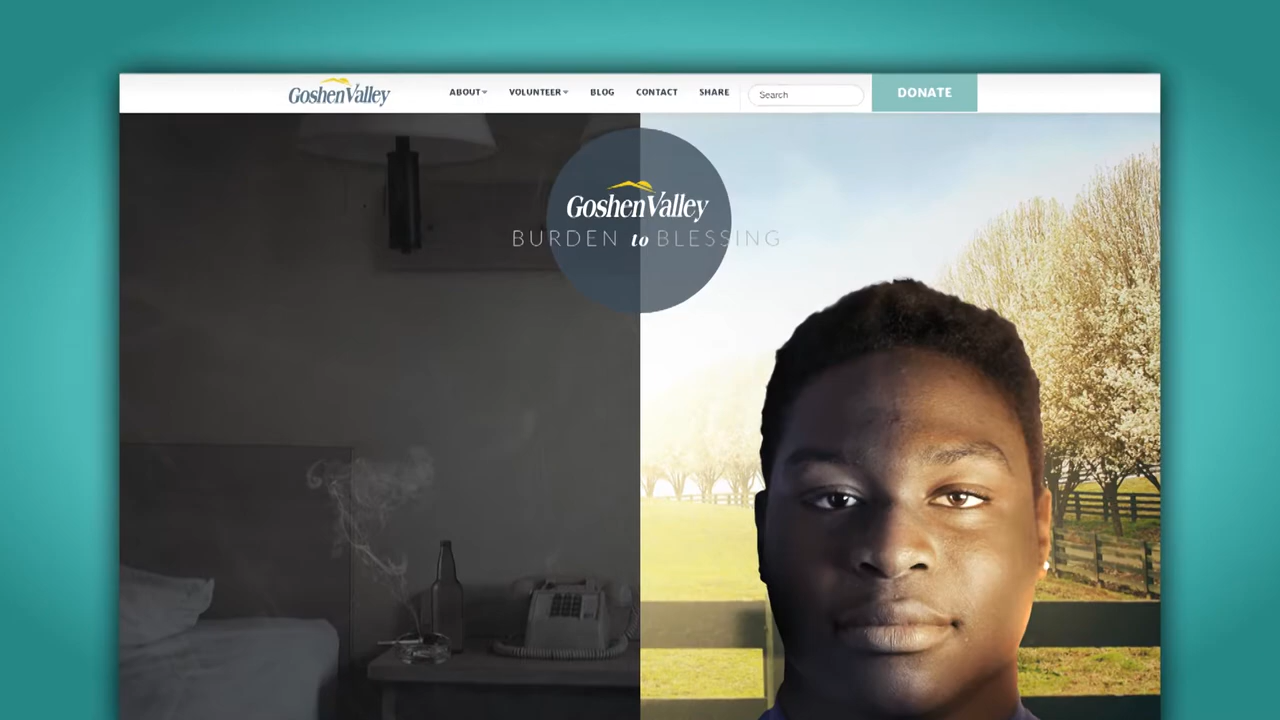 GoshenValley
ABOUT VOLUNTEER BLOG CONTACT SHARE Search DONATE
GoshenValley
BURDEN to BLESSING